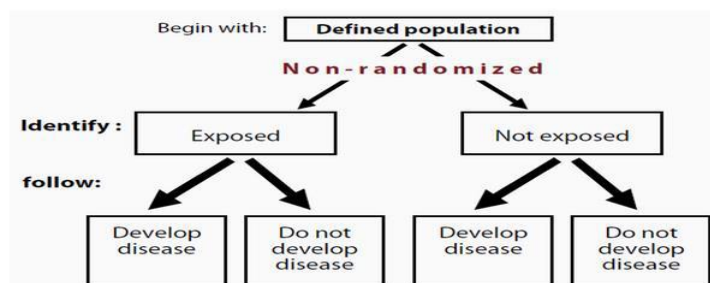 Begin with: Defined population
Non-randomized
Identify : Exposed Not exposed
follow:
Develop disease
Do not develop disease
Develop disease
Do not develop disease